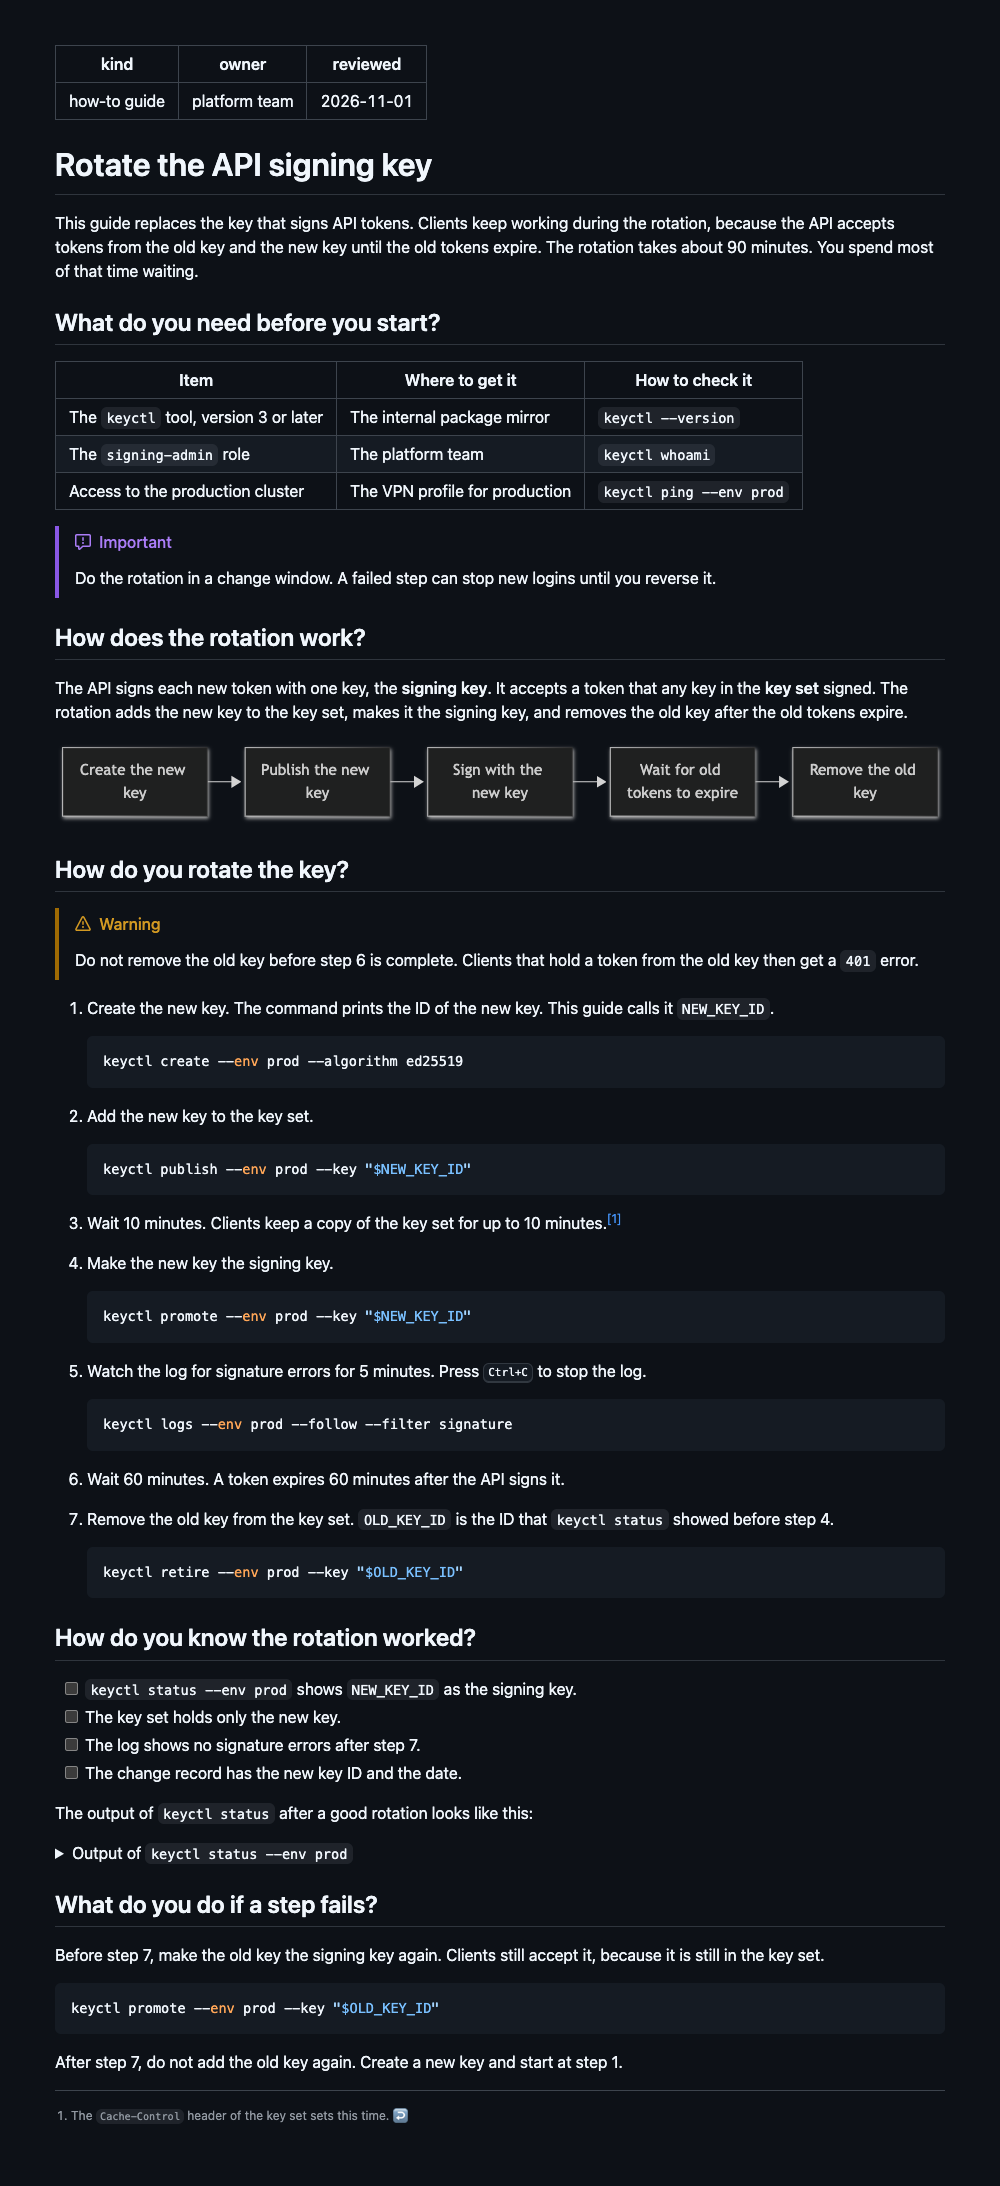 kind owner reviewed
how-to guide platform team 2026-11-01
Rotate the API signing key
This guide replaces the key that signs API tokens. Clients keep working during the rotation, because the API accepts
tokens from the old key and the new key until the old tokens expire. The rotation takes about 90 minutes. You spend most
of that time waiting.
What do you need before you start?
Item Where to get it How to check it
The keyctl tool, version 3 or later The internal package mirror keyctl --version
The signing-admin role The platform team keyctl whoami
Access to the production cluster The VPN profile for production keyctl ping --env prod
Important
Do the rotation in a change window. A failed step can stop new logins until you reverse it.
How does the rotation work?
The API signs each new token with one key, the signing key. It accepts a token that any key in the key set signed. The
rotation adds the new key to the key set, makes it the signing key, and removes the old key after the old tokens expire.
Create the new
key
Publish the new
key
Sign with the
new key
Wait for old
tokens to expire
Remove the old
key
How do you rotate the key?
Warning
Do not remove the old key before step 6 is complete. Clients that hold a token from the old key then get a 401 error.
1. Create the new key. The command prints the ID of the new key. This guide calls it NEW_KEY_ID.
keyctl create --env prod --algorithm ed25519
2. Add the new key to the key set.
keyctl publish --env prod --key "$NEW_KEY_ID"
3. Wait 10 minutes. Clients keep a copy of the key set for up to 10 minutes.[1]
4. Make the new key the signing key.
keyctl promote --env prod --key "$NEW_KEY_ID"
5. Watch the log for signature errors for 5 minutes. Press Ctrl+C to stop the log.
keyctl logs --env prod --follow --filter signature
6. Wait 60 minutes. A token expires 60 minutes after the API signs it.
7. Remove the old key from the key set. OLD_KEY_ID is the ID that keyctl status showed before step 4.
keyctl retire --env prod --key "$OLD_KEY_ID"
How do you know the rotation worked?
keyctl status --env prod shows NEW_KEY_ID as the signing key.
The key set holds only the new key.
The log shows no signature errors after step 7.
The change record has the new key ID and the date.
The output of keyctl status after a good rotation looks like this:
Output of keyctl status --env prod
What do you do if a step fails?
Before step 7, make the old key the signing key again. Clients still accept it, because it is still in the key set.
keyctl promote --env prod --key "$OLD_KEY_ID"
After step 7, do not add the old key again. Create a new key and start at step 1.
1. The Cache-Control header of the key set sets this time.